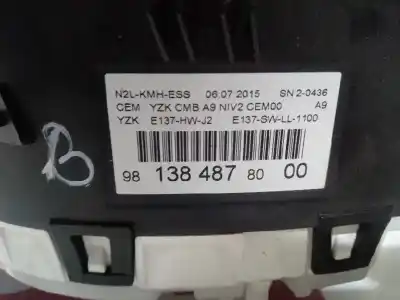 N2L-KMH-ESS 06.07 2015 SN 2-0436
CEM YZK CMB A9 NIV2 CEM00 A9
YZK E137-HW-J2 E137-SW-LL-1100
98 138 487 80 00
B